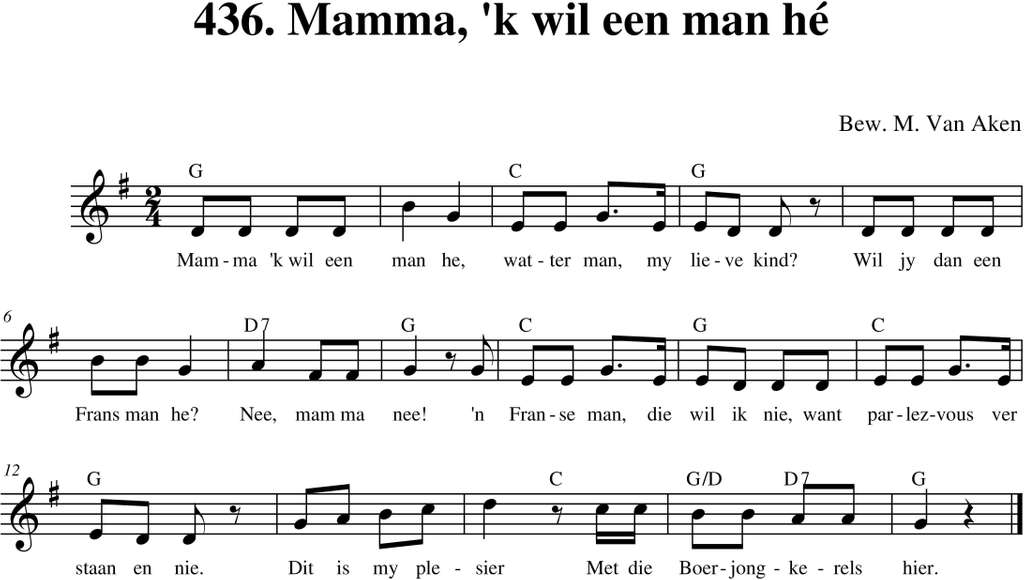 436. Mamma, 'k wil een man hé
Bew. M. Van Aken
G C G
2
4
Mam - ma 'k wil een man he, wat - ter man, my lie - ve kind? Wil jy dan een
6
D7 G C G C
Frans man he? Nee, mam ma nee! 'n Fran - se man, die wil ik nie, want par - lez-vous ver
12
G C G/D D7 G
staan en nie. Dit is my ple - sier Met die Boer - jong - ke - rels hier.